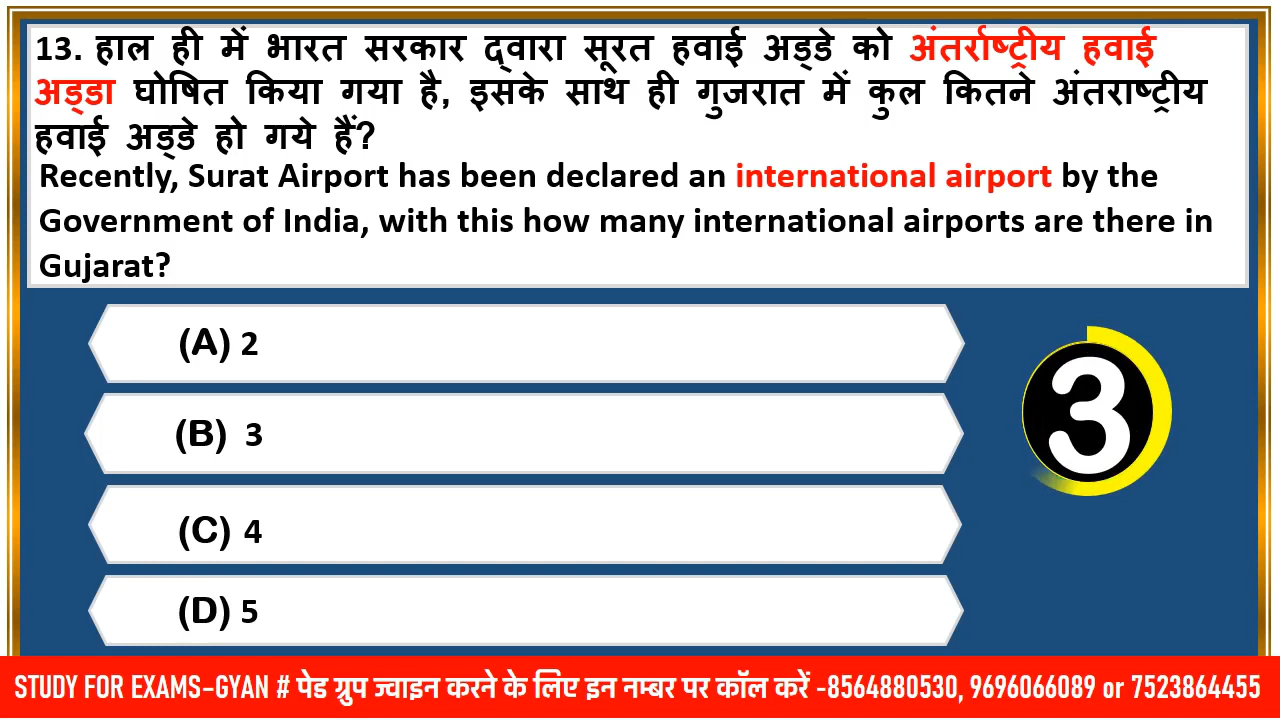 13. हाल ही में भारत सरकार द्वारा सूरत हवाई अड्डे को अंतर्राष्ट्रीय हवाई
अड्डा घोषित किया गया है, इसके साथ ही गुजरात में कुल कितने अंतराष्ट्रीय
हवाई अड्डे हो गये हैं?
Recently, Surat Airport has been declared an international airport by the
Government of India, with this how many international airports are there in
Gujarat?
(A) 2
(B) 3
(C) 4
(D) 5
3
STUDY FOR EXAMS-GYAN # पेड ग्रुप ज्वाइन करने के लिए इन नम्बर पर कॉल करें -8564880530, 9696066089 or 7523864455